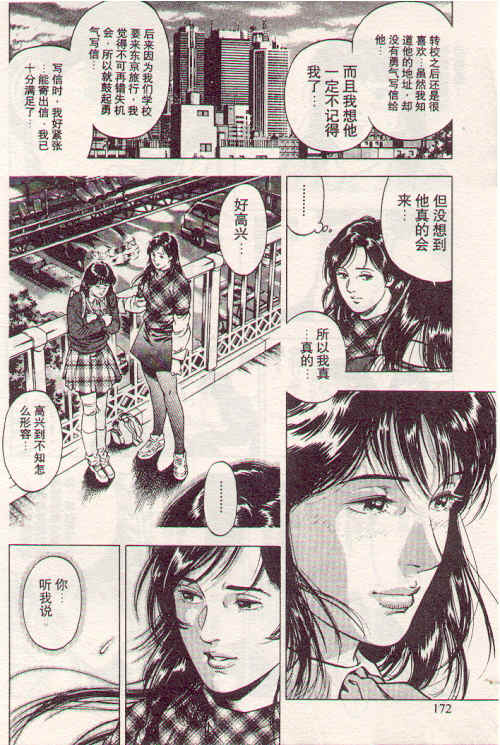 转校之后还是很
喜欢…虽然我知
道他的地址，却
没有勇气写信给
他…
而且我想他
一定不记得
我了…
后来因为我们学校
要来东京旅行，我
觉得不可再错失机
会，所以就鼓起勇
气写信…
写信时，我好紧张
…能寄出信，我已
十分满足了…
但没想到
他真的会
来…
………
所以我真
…真的…
好高兴…
高兴到不知怎
么形容…
………
你…
听我说。
172